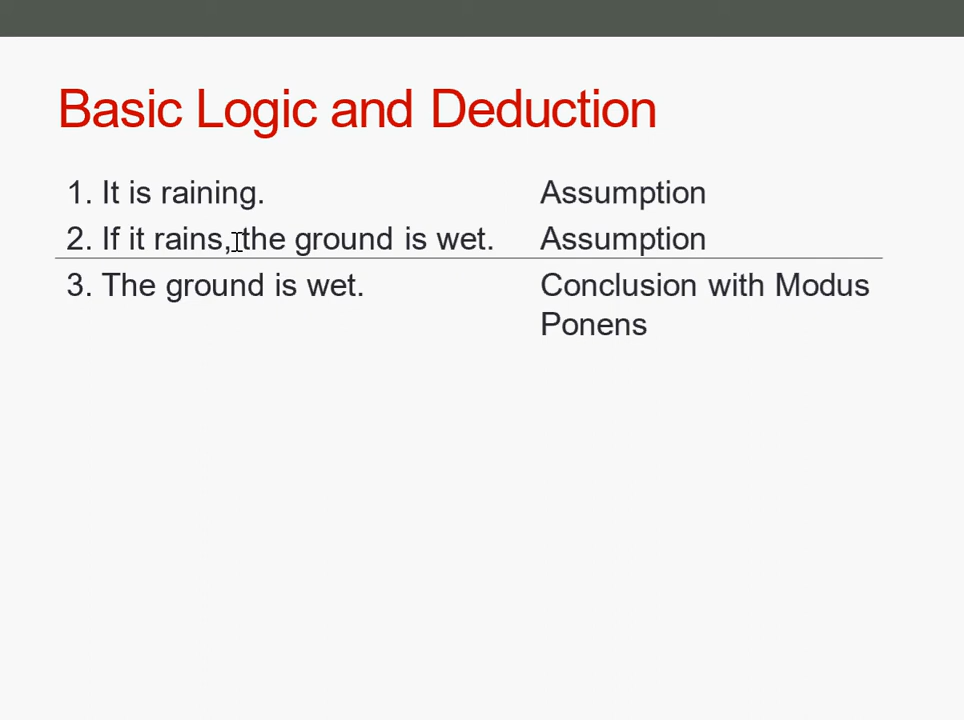 Basic Logic and Deduction
1. It is raining. Assumption
2. If it rains, the ground is wet. Assumption
3. The ground is wet. Conclusion with Modus
Ponens